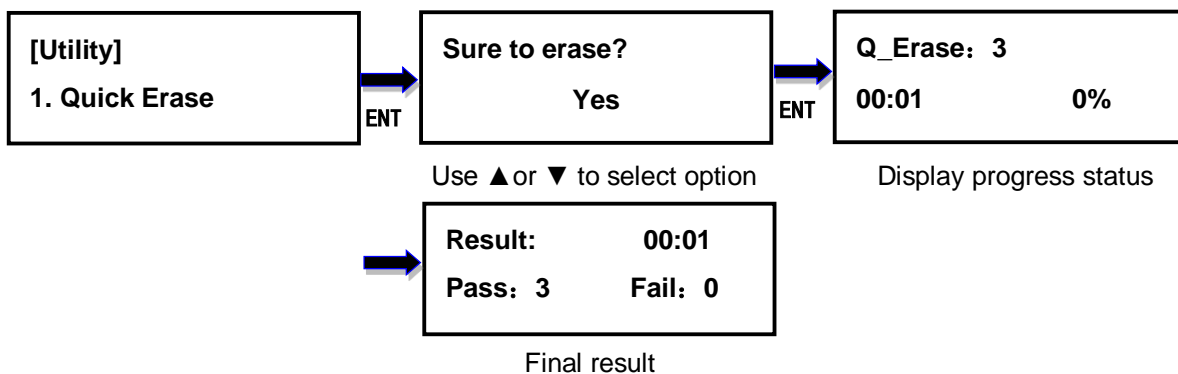 [Utility]
1. Quick Erase
ENT
Sure to erase?
Yes
ENT
Q_Erase：3
00:01 0%
Use ▲or ▼ to select option
Display progress status
Result: 00:01
Pass：3 Fail：0
Final result